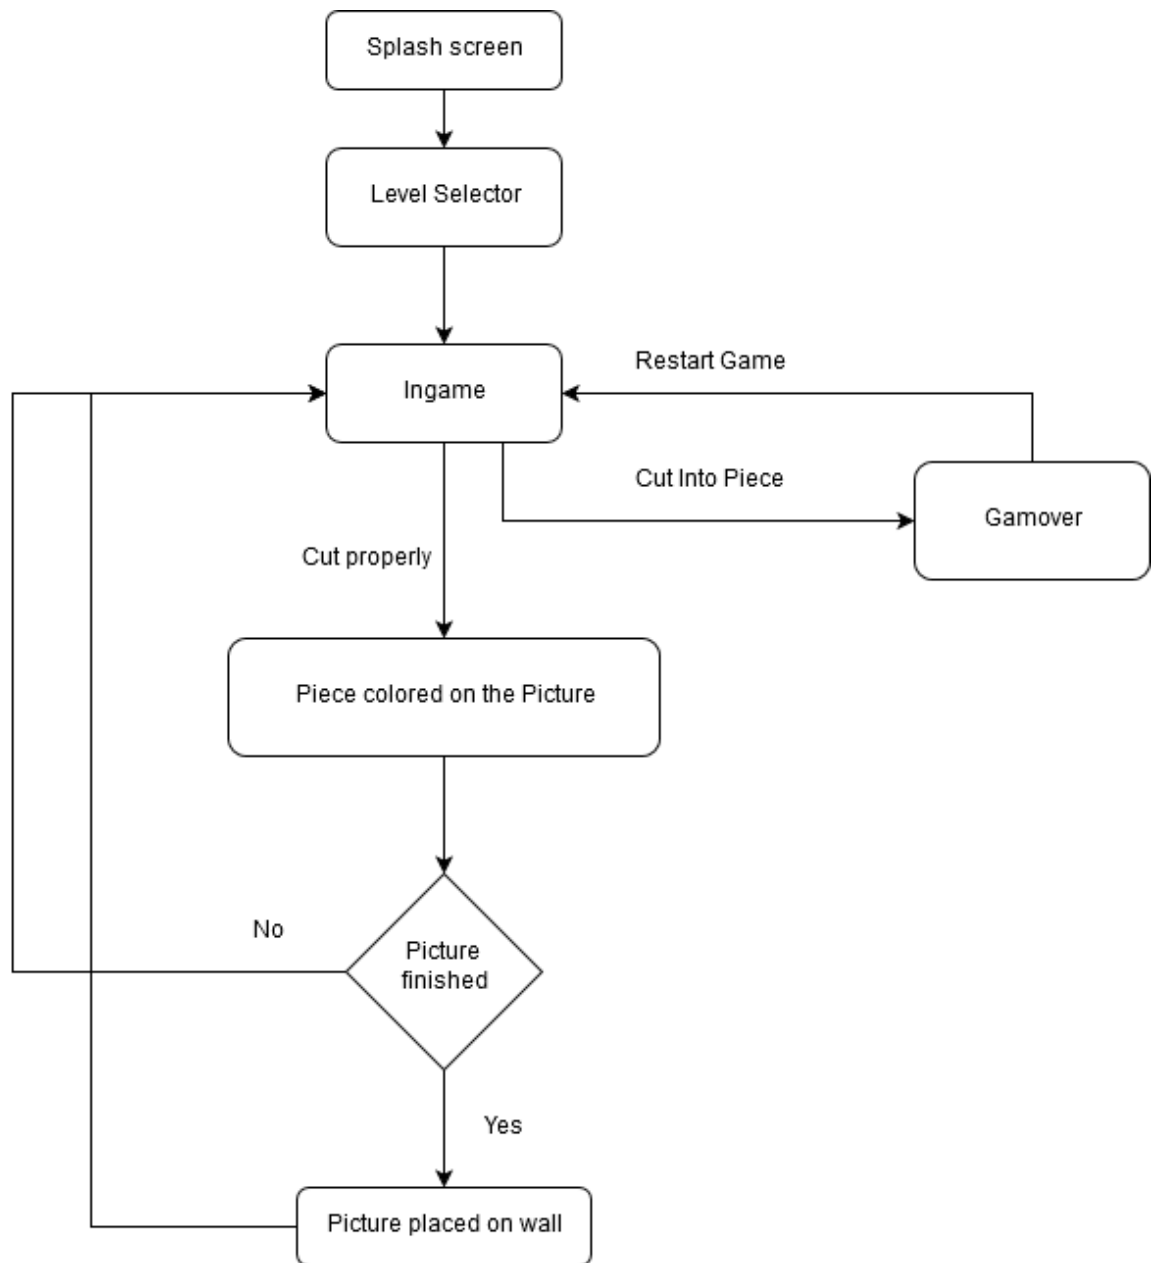 Splash screen
Level Selector
Restart Game
Ingame
Cut Into Piece
Gamover
Cut properly
Piece colored on the Picture
No
Picture
finished
Yes
Picture placed on wall